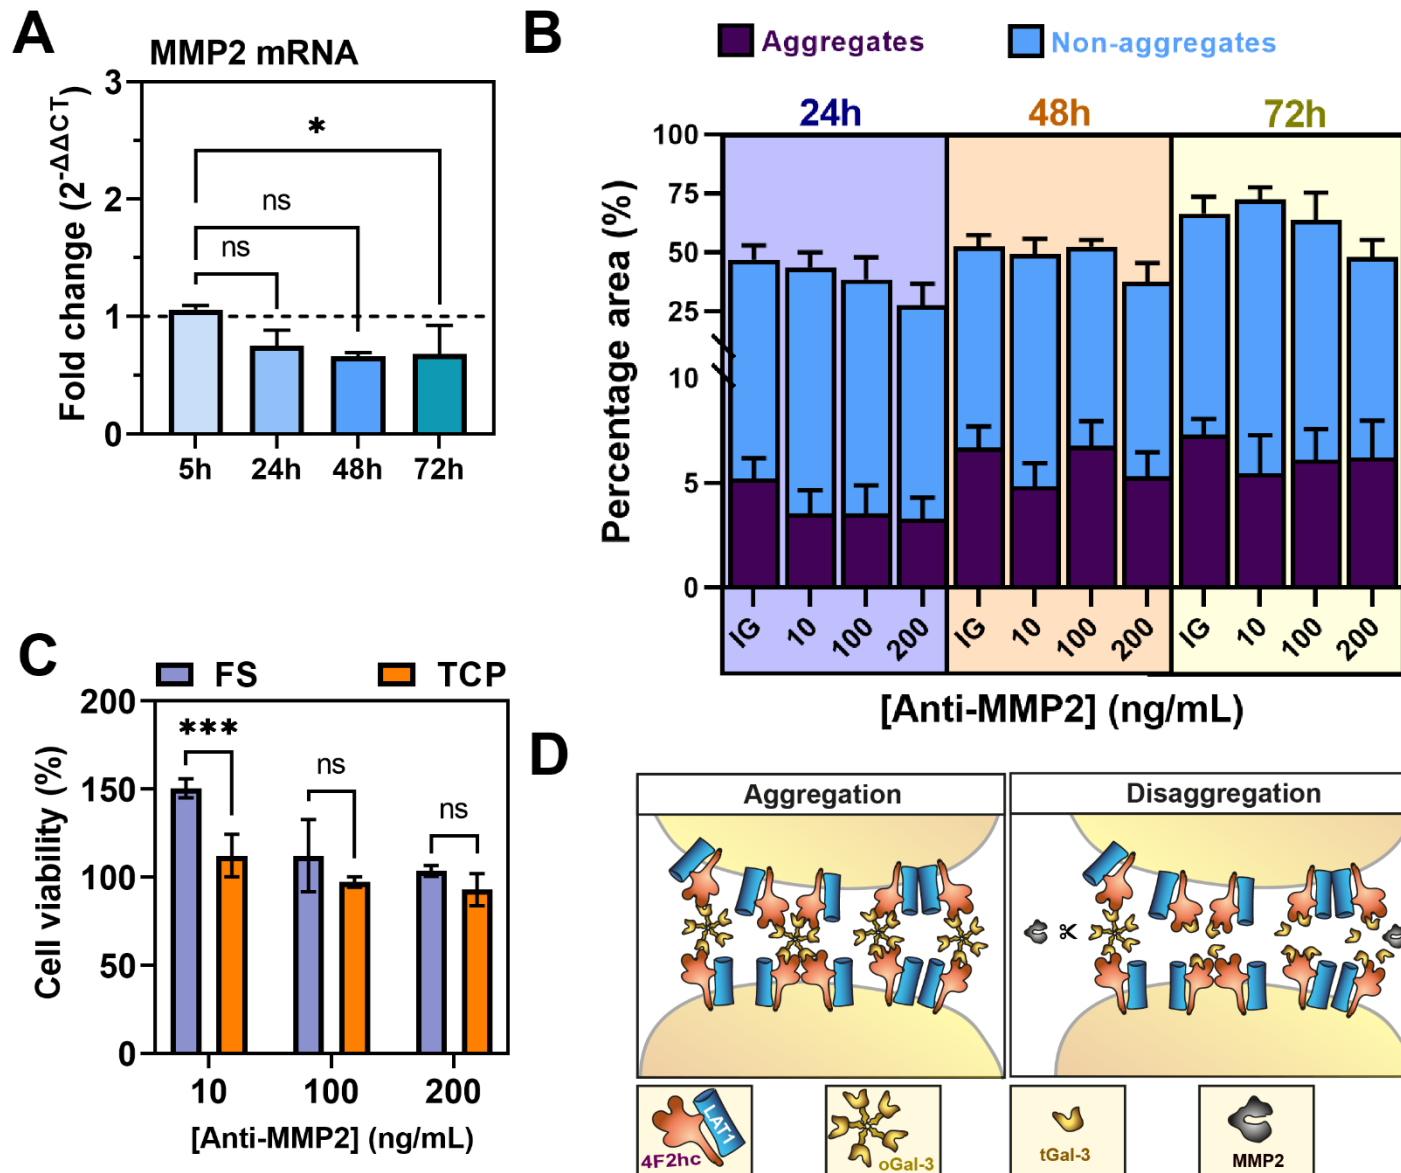 A
MMP2 mRNA
Fold change (2^-ΔΔCT)
3
2
1
0
*
ns
ns
5h 24h 48h 72h
B
Aggregates Non-aggregates
24h 48h 72h
Percentage area (%)
100
75
50
25
10
5
0
IG 10 100 200 IG 10 100 200 IG 10 100 200
[Anti-MMP2] (ng/mL)
C
FS TCP
Cell viability (%)
200
150
100
50
0
***
ns
ns
10 100 200
[Anti-MMP2] (ng/mL)
D
Aggregation Disaggregation
LAT1
4F2hc
oGal-3
tGal-3
MMP2